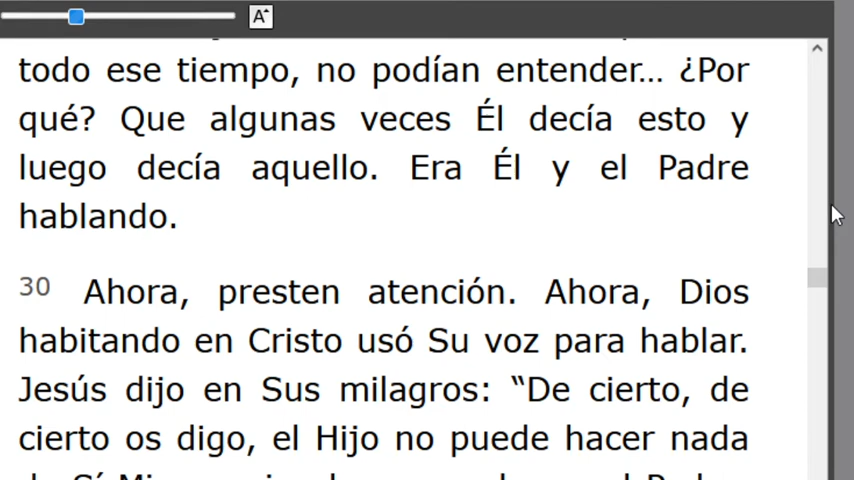 A
todo ese tiempo, no podían entender... ¿Por
qué? Que algunas veces Él decía esto y
luego decía aquello. Era Él y el Padre
hablando.
30 Ahora, presten atención. Ahora, Dios
habitando en Cristo usó Su voz para hablar.
Jesús dijo en Sus milagros: “De cierto, de
cierto os digo, el Hijo no puede hacer nada